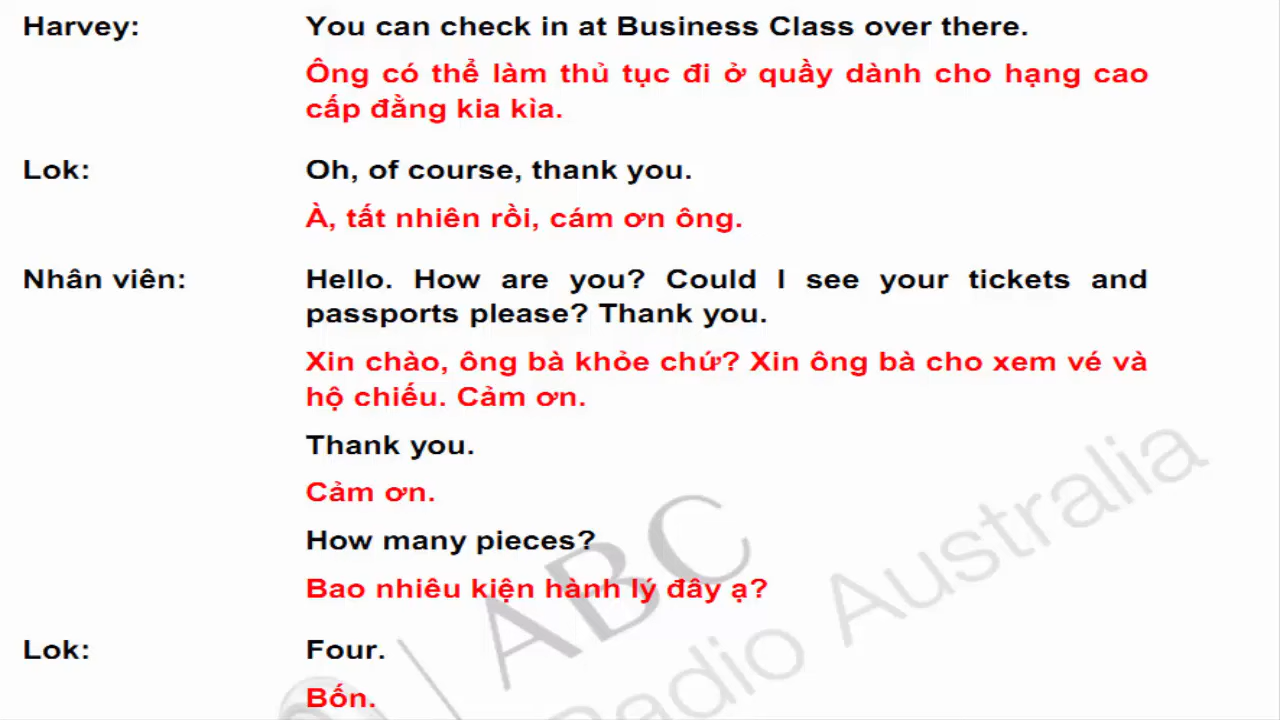 Harvey: You can check in at Business Class over there.
Ông có thể làm thủ tục đi ở quầy dành cho hạng cao
cấp đằng kia kìa.
Lok: Oh, of course, thank you.
À, tất nhiên rồi, cám ơn ông.
Nhân viên: Hello. How are you? Could I see your tickets and
passports please? Thank you.
Xin chào, ông bà khỏe chứ? Xin ông bà cho xem vé và
hộ chiếu. Cảm ơn.
Thank you.
Cảm ơn.
How many pieces?
Bao nhiêu kiện hành lý đây ạ?
Lok: Four.
Bốn.
ABC
Radio Australia